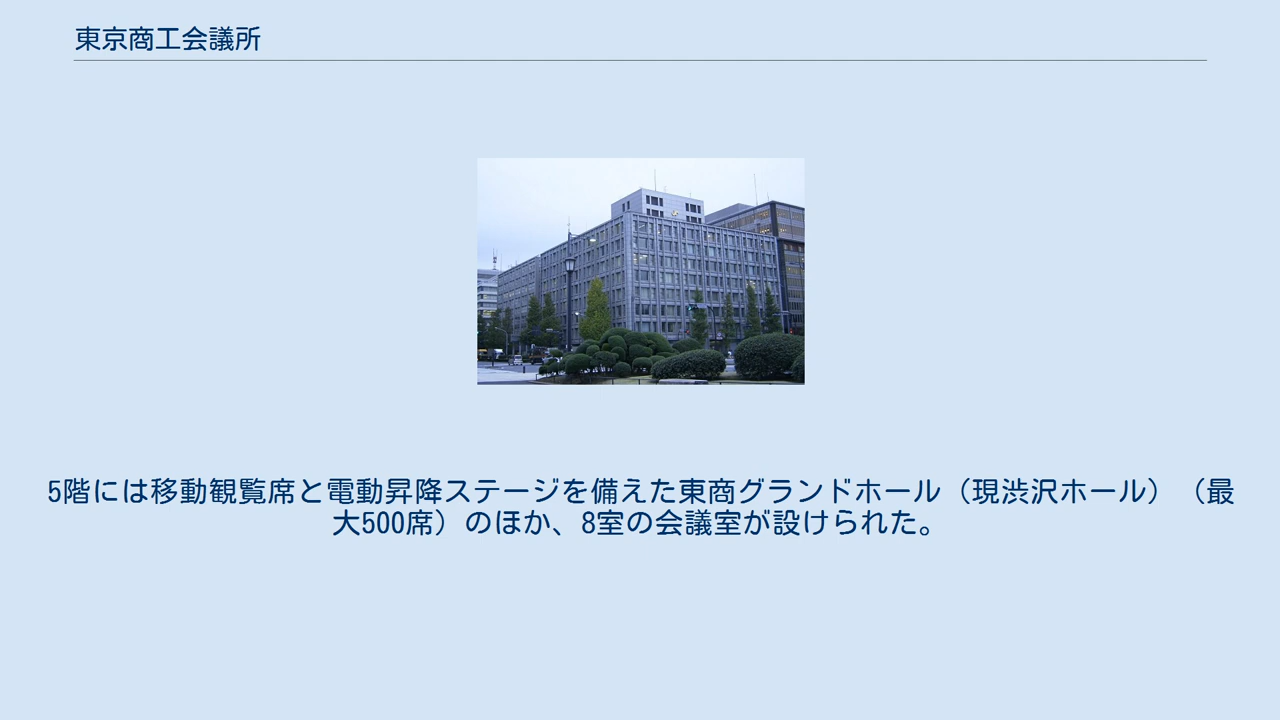 東京商工会議所
5階には移動観覧席と電動昇降ステージを備えた東商グランドホール（現渋沢ホール）（最
大500席）のほか、8室の会議室が設けられた。